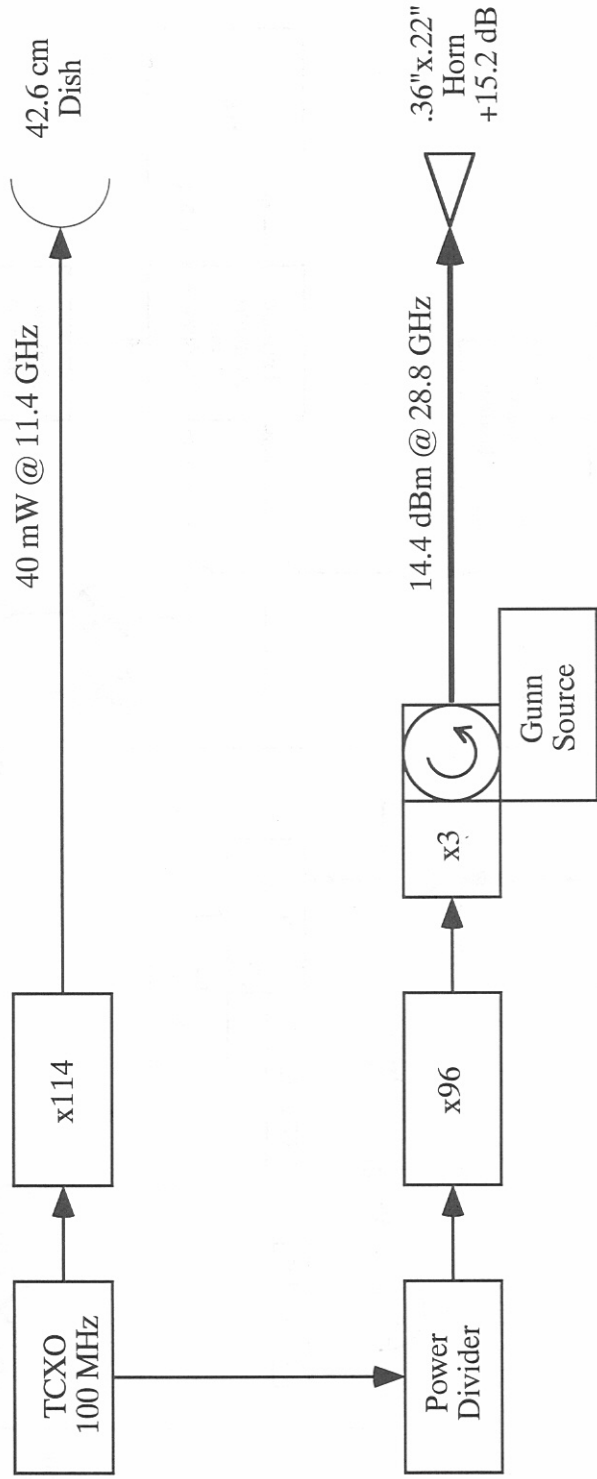 TCXO
100 MHz
x114
40 mW @ 11.4 GHz
42.6 cm
Dish
Power
Divider
x96
x3
Gunn
Source
14.4 dBm @ 28.8 GHz
.36"x.22"
Horn
+15.2 dB